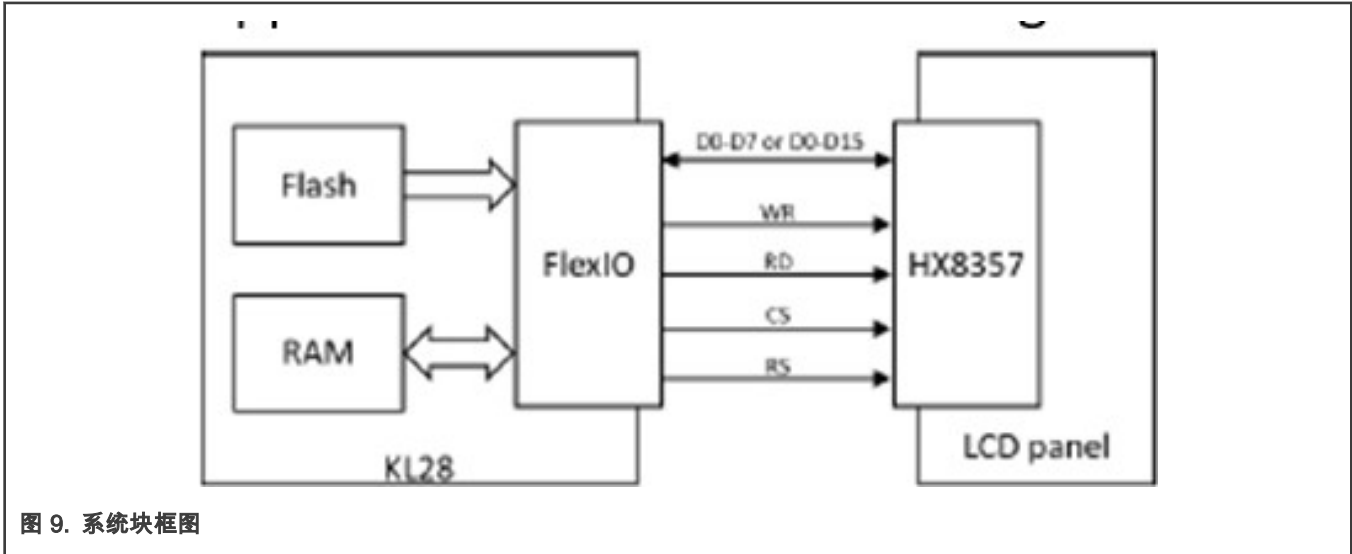 Flash
RAM
KL28
FlexIO
D0-D7 or D0-D15
WR
RD
CS
RS
HX8357
LCD panel
图 9. 系统块框图